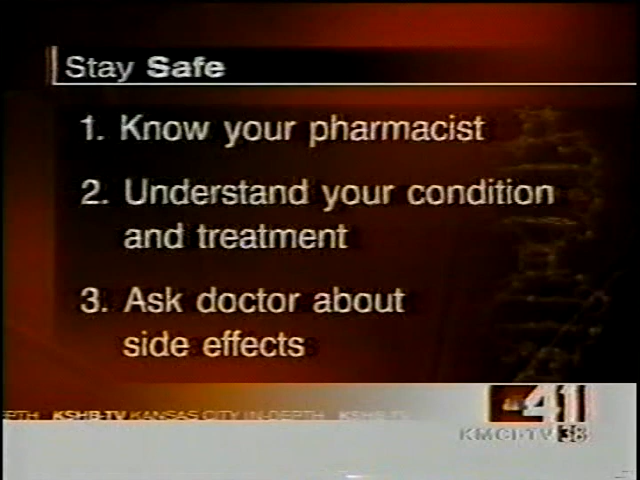 Stay Safe
1. Know your pharmacist
2. Understand your condition
and treatment
3. Ask doctor about
side effects
41
KSHB-TV KANSAS CITY IN-DEPTH KSHB-TV
KMCI-TV 38